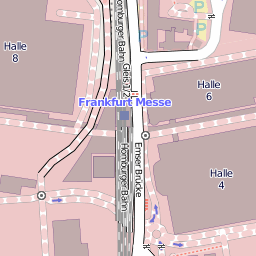 Homburger Bahn Gleis 1/2
Halle
8
Halle
6
P
P
P
Frankfurt Messe
Homburger Bahn
Emser Brücke
Halle
4